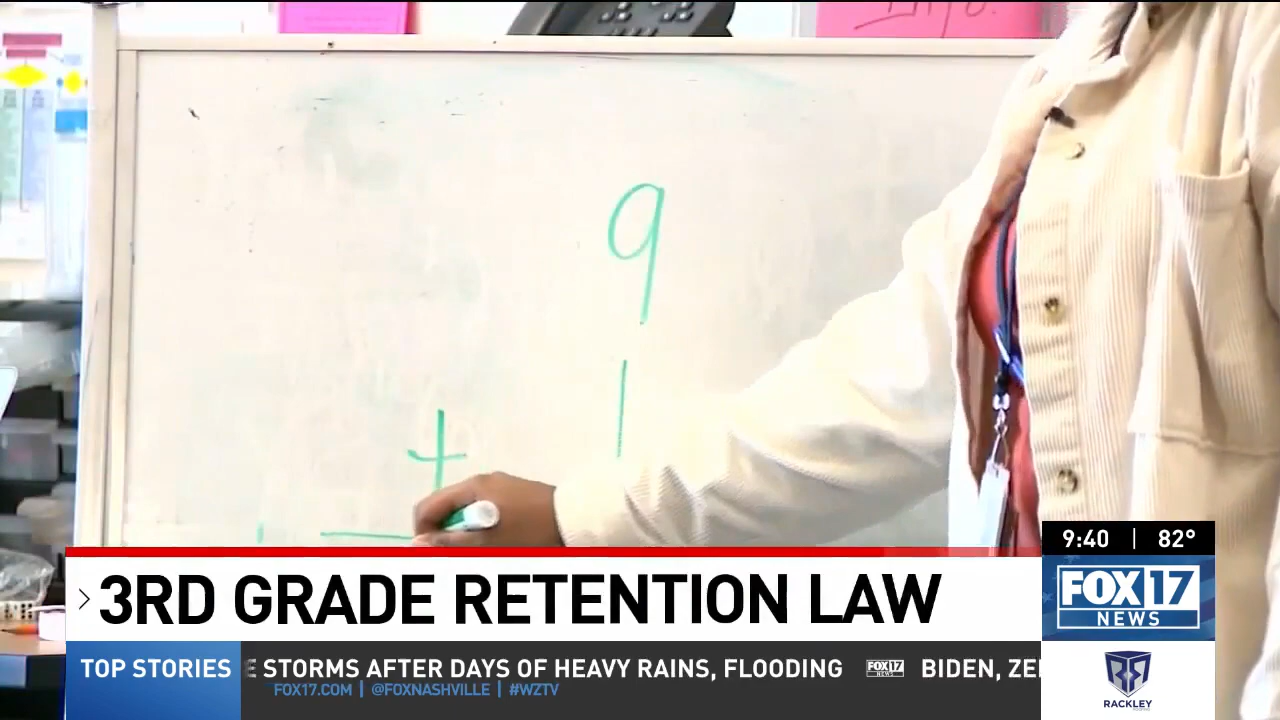 9
1
+
3RD GRADE RETENTION LAW
9:40 | 82°
FOX 17
NEWS
TOP STORIES
STORMS AFTER DAYS OF HEAVY RAINS, FLOODING FOX 17 NEWS BIDEN,
FOX17.COM | @FOXNASHVILLE | #WZTV
RACKLEY